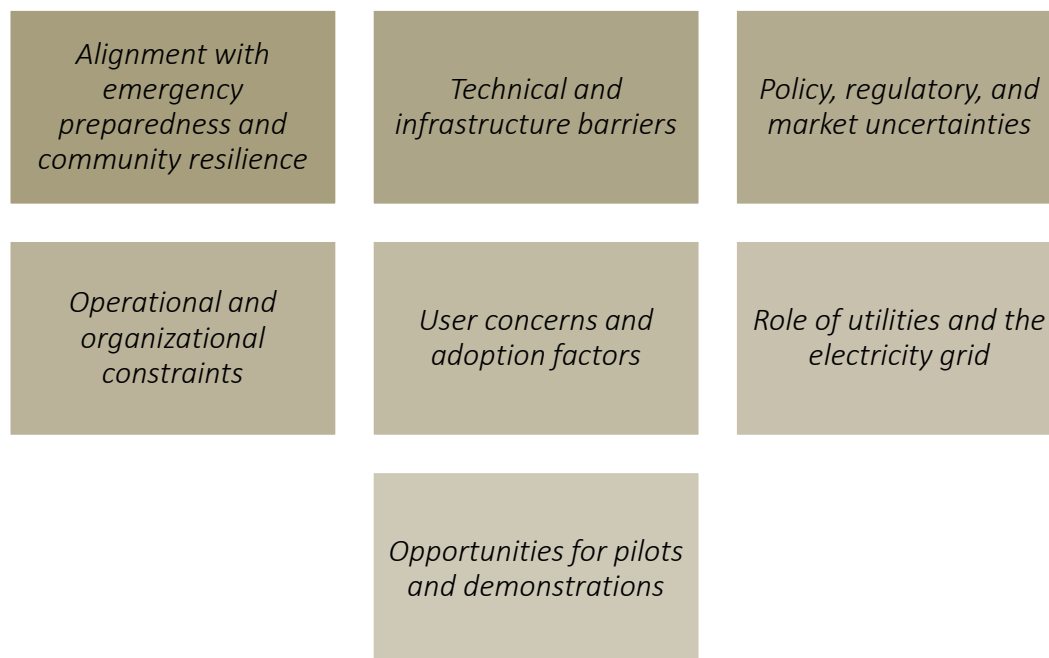 Alignment with
emergency
preparedness and
community resilience
Technical and
infrastructure barriers
Policy, regulatory, and
market uncertainties
Operational and
organizational
constraints
User concerns and
adoption factors
Role of utilities and the
electricity grid
Opportunities for pilots
and demonstrations